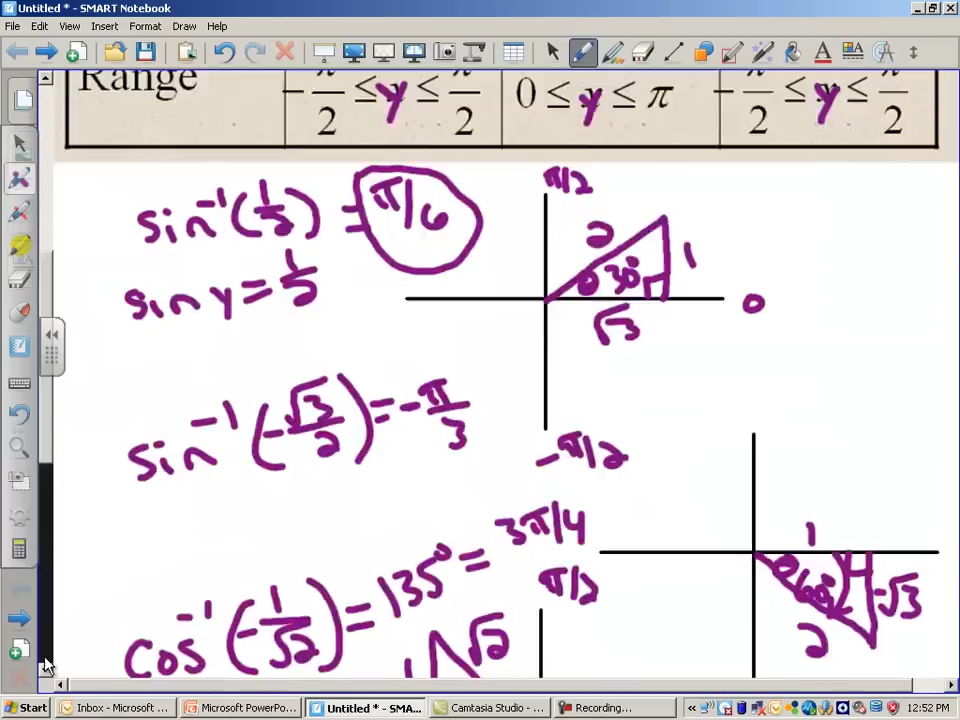 Untitled * - SMART Notebook
File Edit View Insert Format Draw Help
Range
-π/2 ≤ y ≤ π/2 0 ≤ y ≤ π -π/2 ≤ y ≤ π/2
sin⁻¹(1/2) = π/6
sin y = 1/2
π/2
2
1
θ 30°
√3
0
-π/2
sin⁻¹(-√3/2) = -π/3
1
θ 60°
-√3
2
cos⁻¹(-1/√2) = 135° = 3π/4
π/2
√2
Start
Inbox - Microsoft ...
Microsoft PowerPo...
Untitled * - SMA...
Camtasia Studio - ...
Recording...
12:52 PM